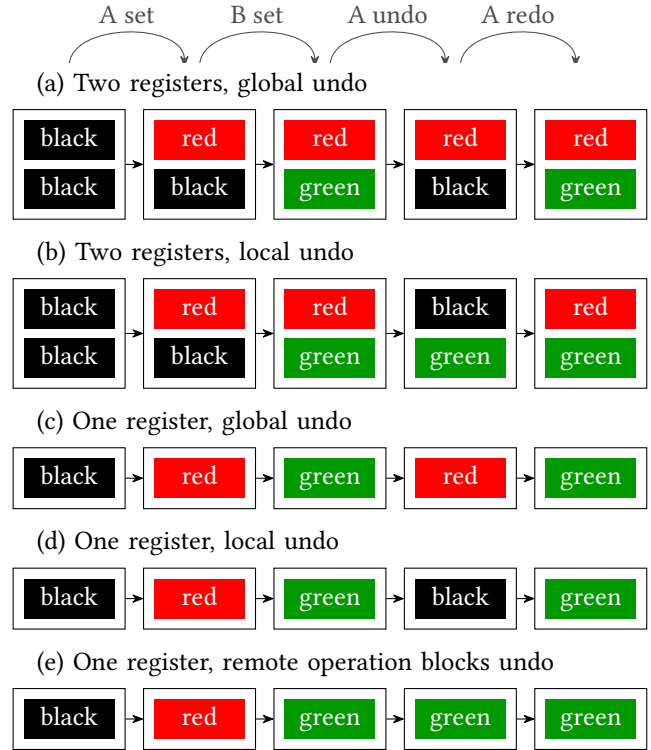 A set B set A undo A redo
(a) Two registers, global undo
black red red red red
black black green black green
(b) Two registers, local undo
black red red black red
black black green green green
(c) One register, global undo
black red green red green
(d) One register, local undo
black red green black green
(e) One register, remote operation blocks undo
black red green green green